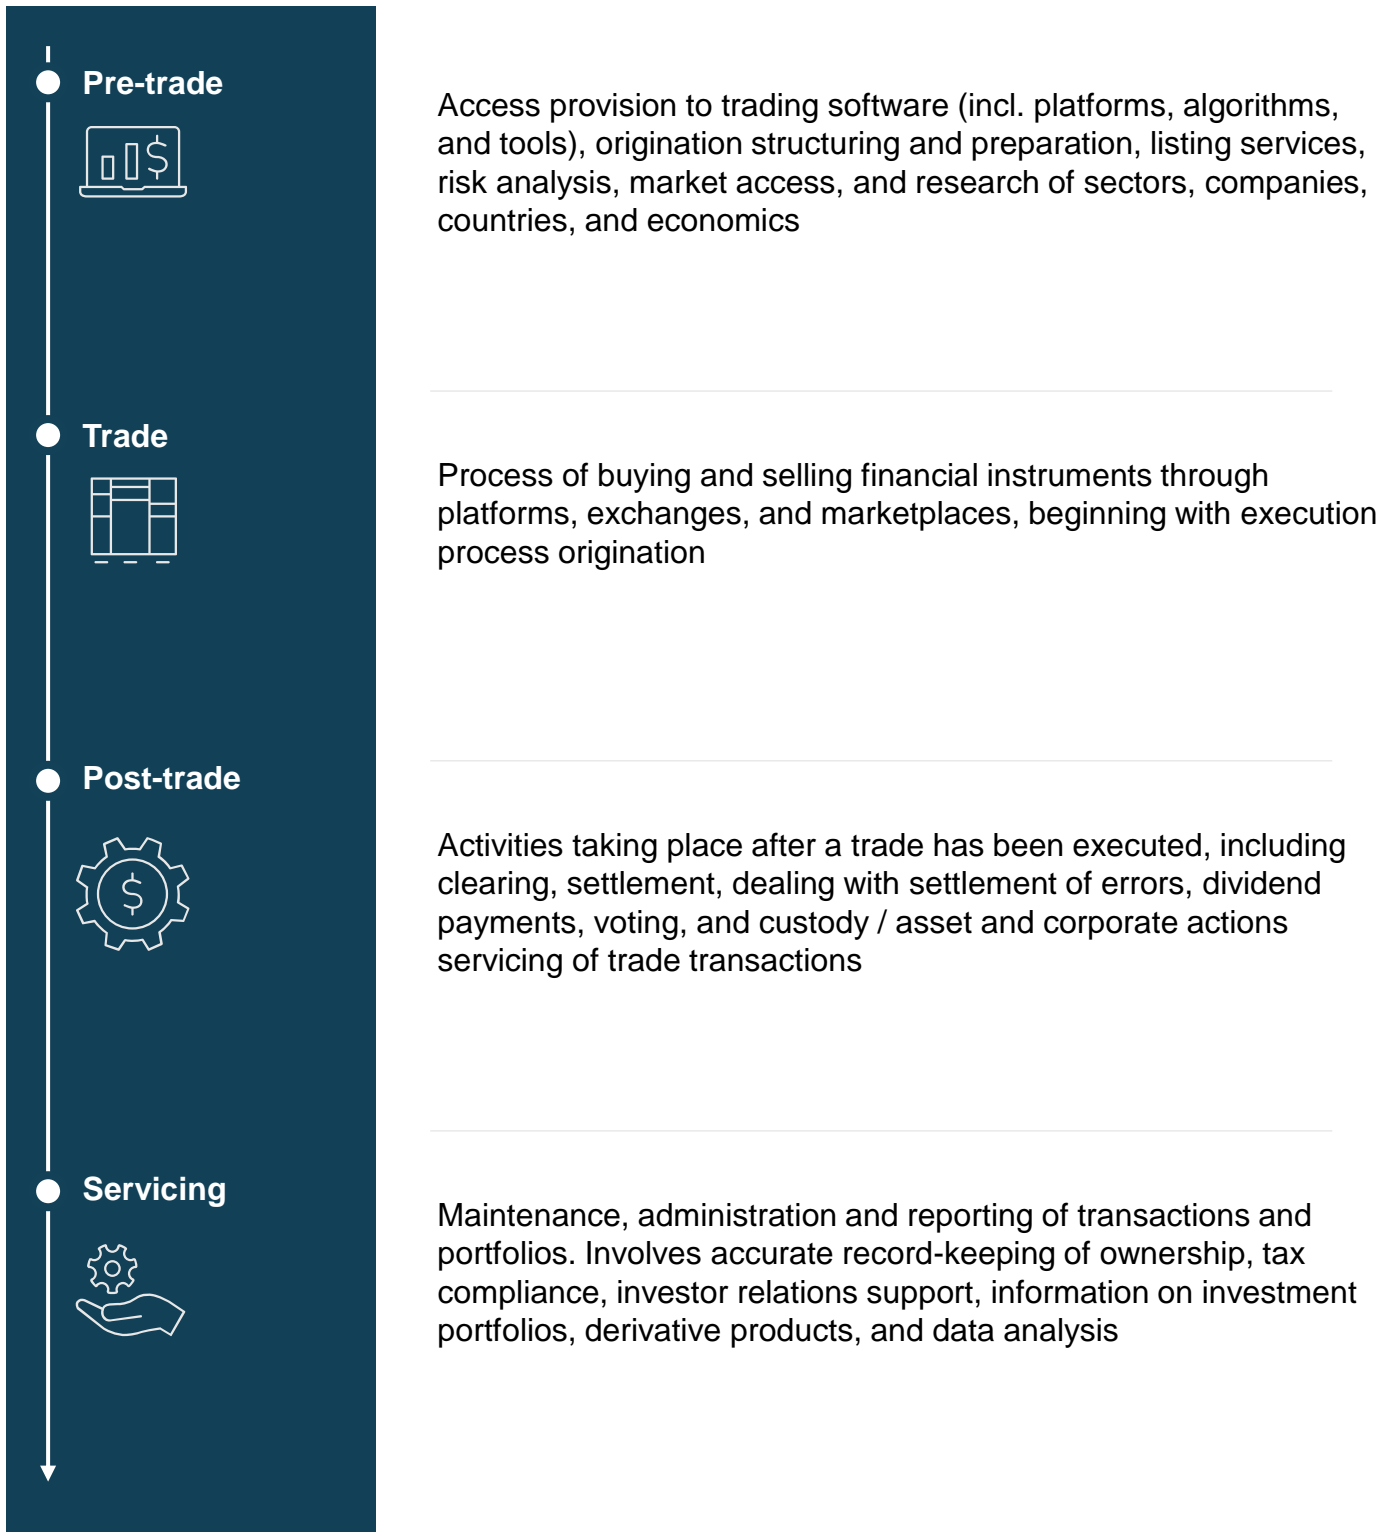 Pre-trade
Access provision to trading software (incl. platforms, algorithms,
and tools), origination structuring and preparation, listing services,
risk analysis, market access, and research of sectors, companies,
countries, and economics
Trade
Process of buying and selling financial instruments through
platforms, exchanges, and marketplaces, beginning with execution
process origination
Post-trade
Activities taking place after a trade has been executed, including
clearing, settlement, dealing with settlement of errors, dividend
payments, voting, and custody / asset and corporate actions
servicing of trade transactions
Servicing
Maintenance, administration and reporting of transactions and
portfolios. Involves accurate record-keeping of ownership, tax
compliance, investor relations support, information on investment
portfolios, derivative products, and data analysis